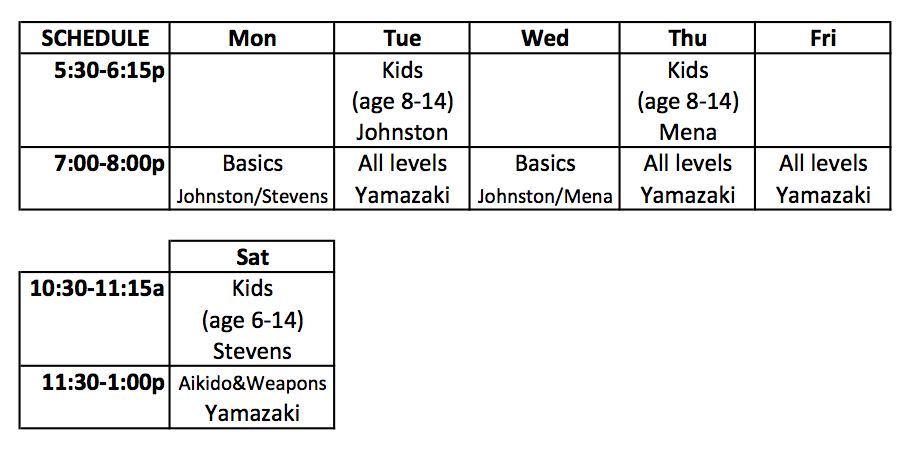 SCHEDULE Mon Tue Wed Thu Fri
5:30-6:15p Kids Kids
(age 8-14) (age 8-14)
Johnston Mena
7:00-8:00p Basics All levels Basics All levels All levels
Johnston/Stevens Yamazaki Johnston/Mena Yamazaki Yamazaki
Sat
10:30-11:15a Kids
(age 6-14)
Stevens
11:30-1:00p Aikido&Weapons
Yamazaki